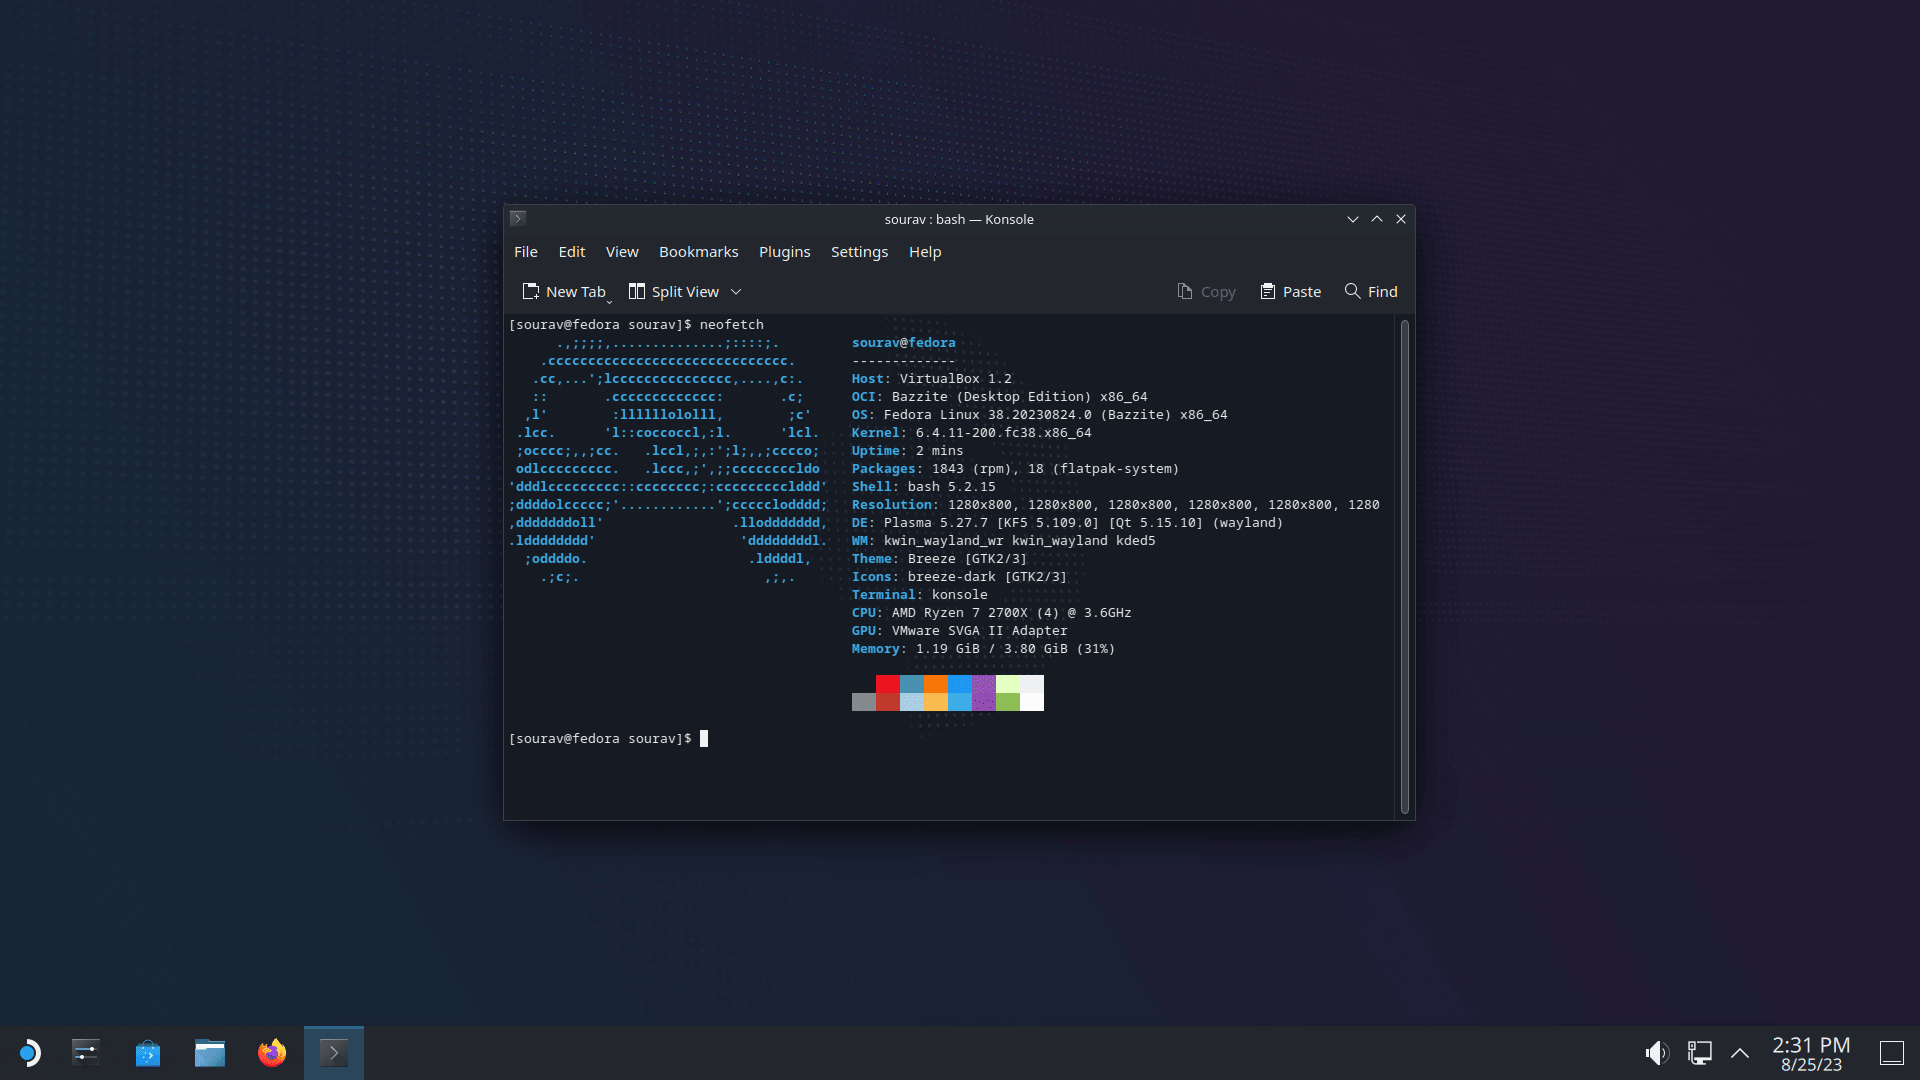 sourav : bash — Konsole
File Edit View Bookmarks Plugins Settings Help
New Tab Split View Copy Paste Find
[sourav@fedora sourav]$ neofetch
.,;;;;,..............;::::;. sourav@fedora
.cccccccccccccccccccccccccccccc. -------------
.cc,...';lccccccccccccccc,....,c:. Host: VirtualBox 1.2
:: .ccccccccccccc: .c; OCI: Bazzite (Desktop Edition) x86_64
,l' :lllllllololll, ;c' OS: Fedora Linux 38.20230824.0 (Bazzite) x86_64
.lcc. 'l::coccoccl,:l. 'lcl. Kernel: 6.4.11-200.fc38.x86_64
;occcc;,,;cc. .lccl,;,:';l;,,;cccco; Uptime: 2 mins
odlccccccccc. .lccc,;',;;ccccccccldo Packages: 1843 (rpm), 18 (flatpak-system)
'dddlccccccccc::cccccccc;:ccccccccclddd' Shell: bash 5.2.15
;ddddolccccc;'............';ccccclodddd; Resolution: 1280x800, 1280x800, 1280x800, 1280x800, 1280x800, 1280
,dddddddoll' .lloddddddd, DE: Plasma 5.27.7 [KF5 5.109.0] [Qt 5.15.10] (wayland)
.ldddddddd' 'ddddddddl. WM: kwin_wayland_wr kwin_wayland kded5
;oddddo. .lddddl, Theme: Breeze [GTK2/3]
.;c;. ,;,. Icons: breeze-dark [GTK2/3]
Terminal: konsole
CPU: AMD Ryzen 7 2700X (4) @ 3.6GHz
GPU: VMware SVGA II Adapter
Memory: 1.19 GiB / 3.80 GiB (31%)
[sourav@fedora sourav]$
2:31 PM
8/25/23